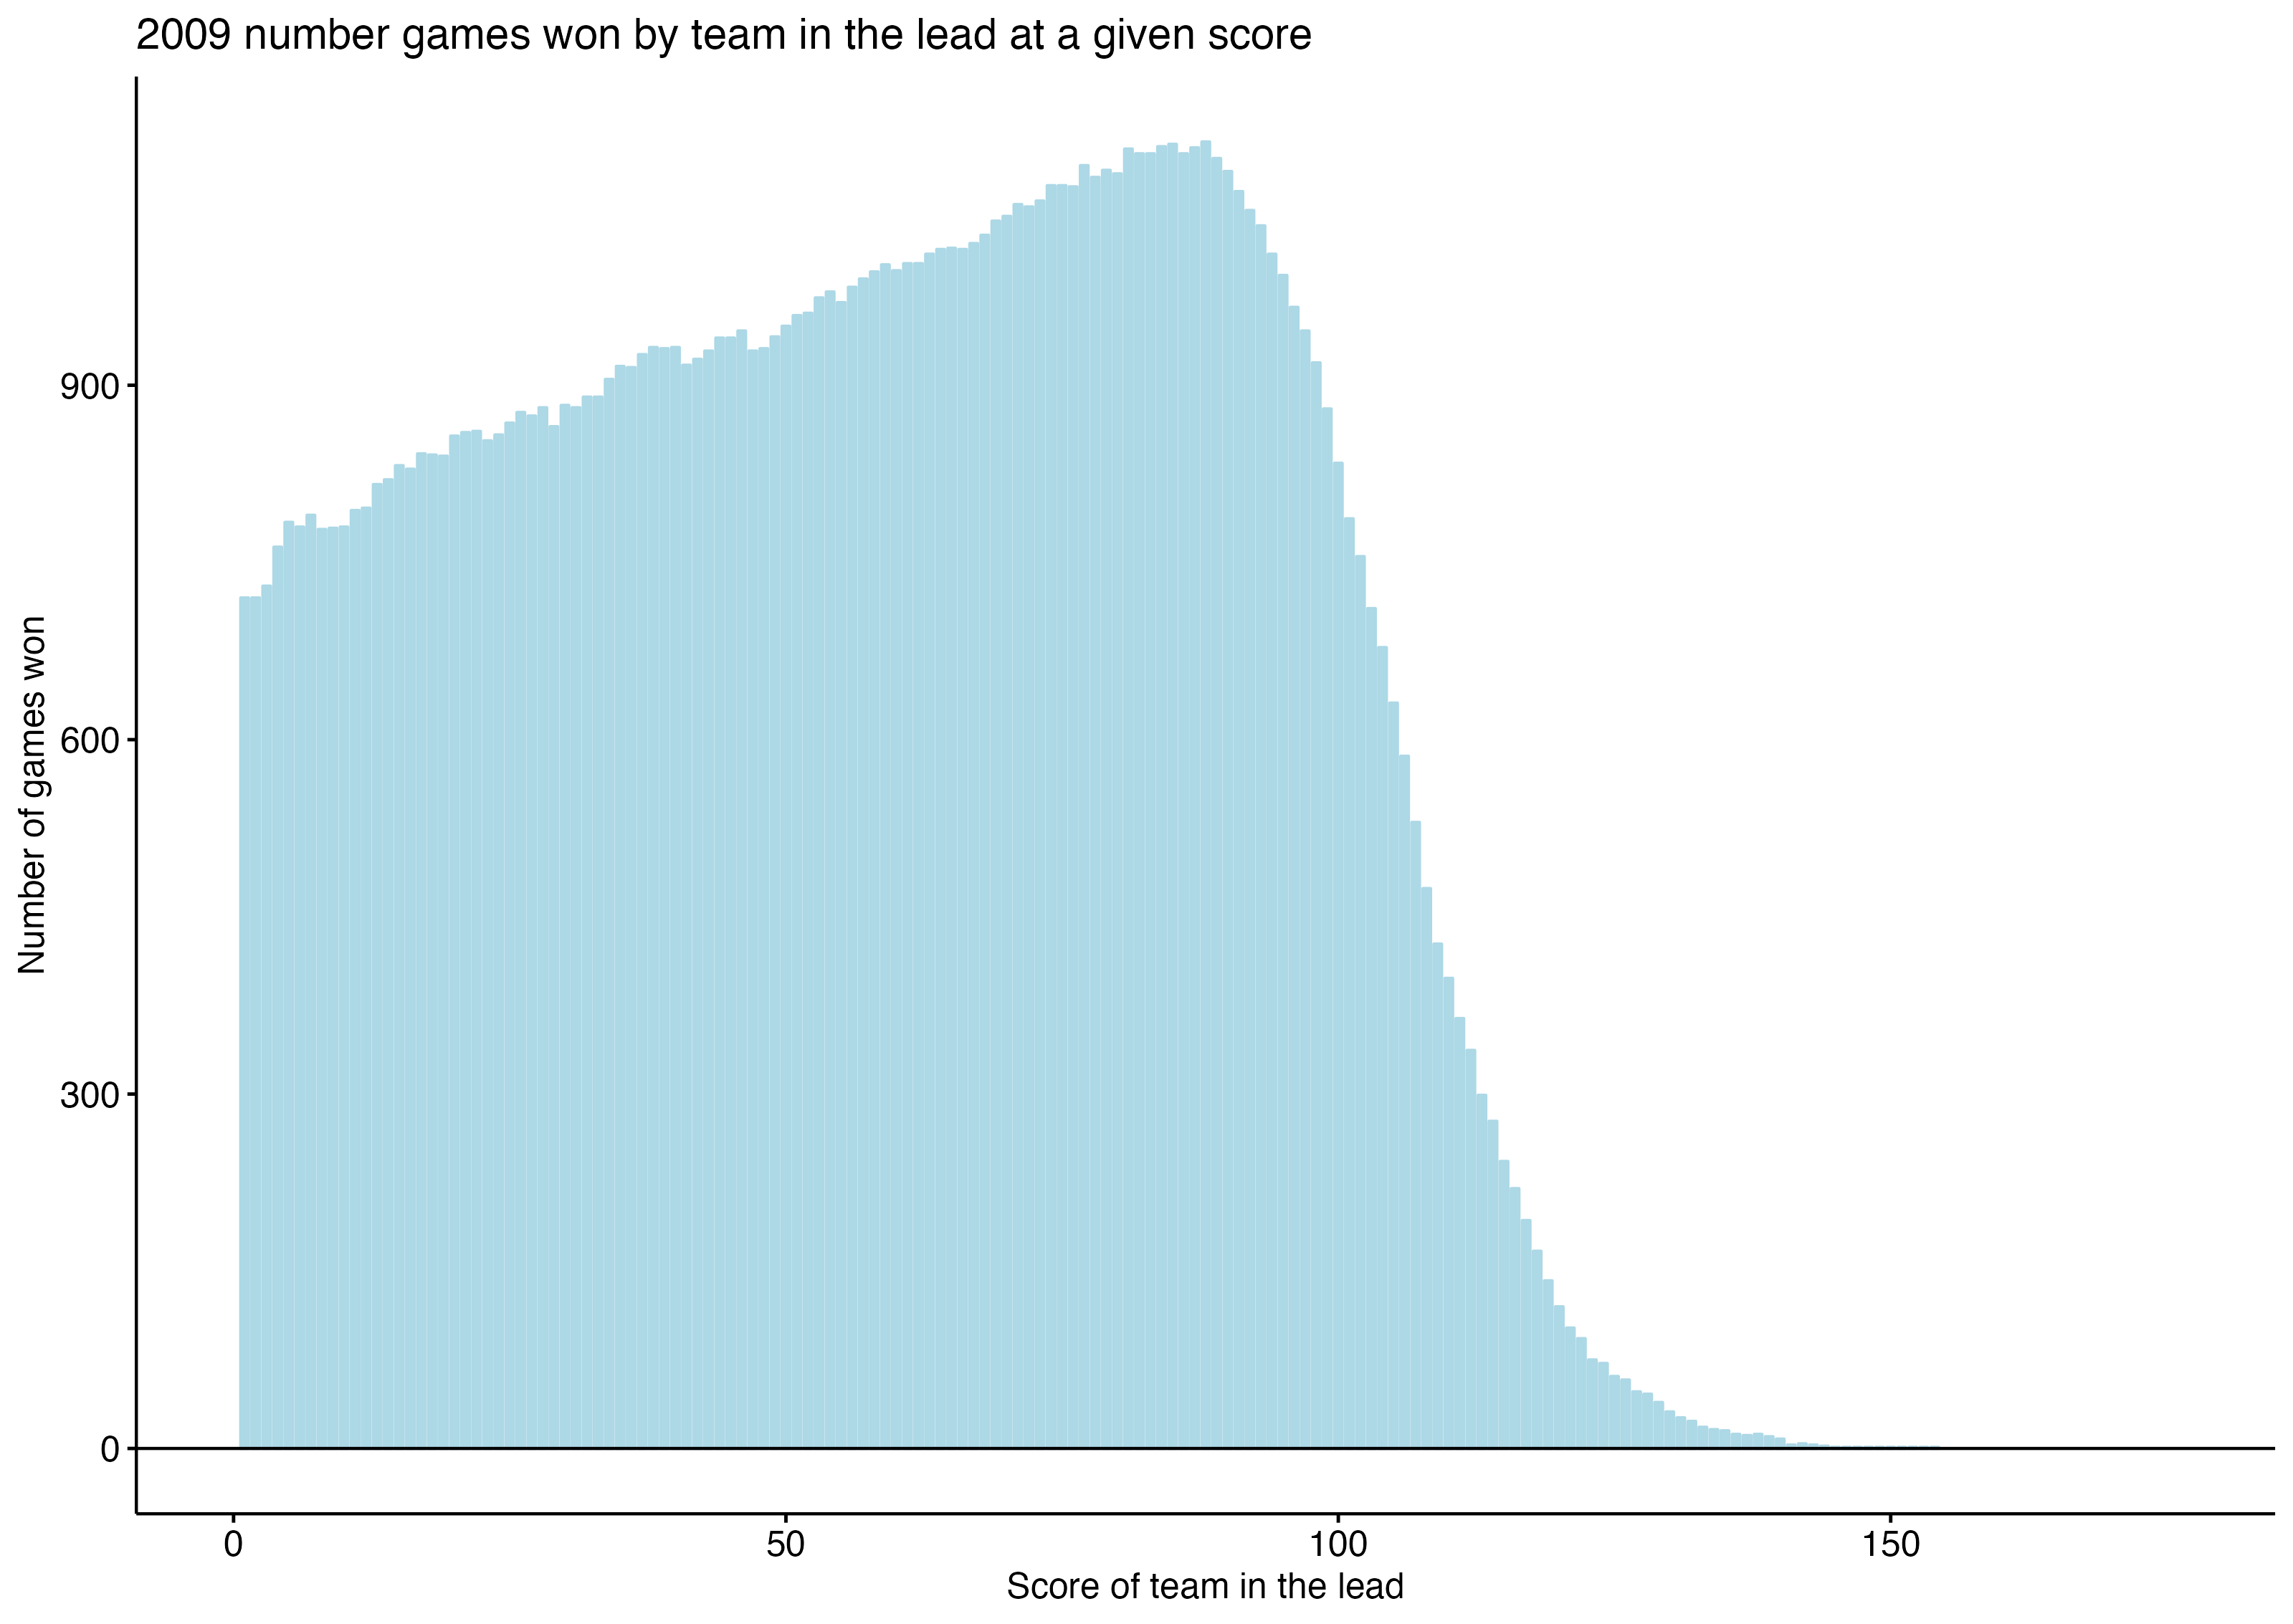 2009 number games won by team in the lead at a given score
Number of games won
900
600
300
0
0 50 100 150
Score of team in the lead